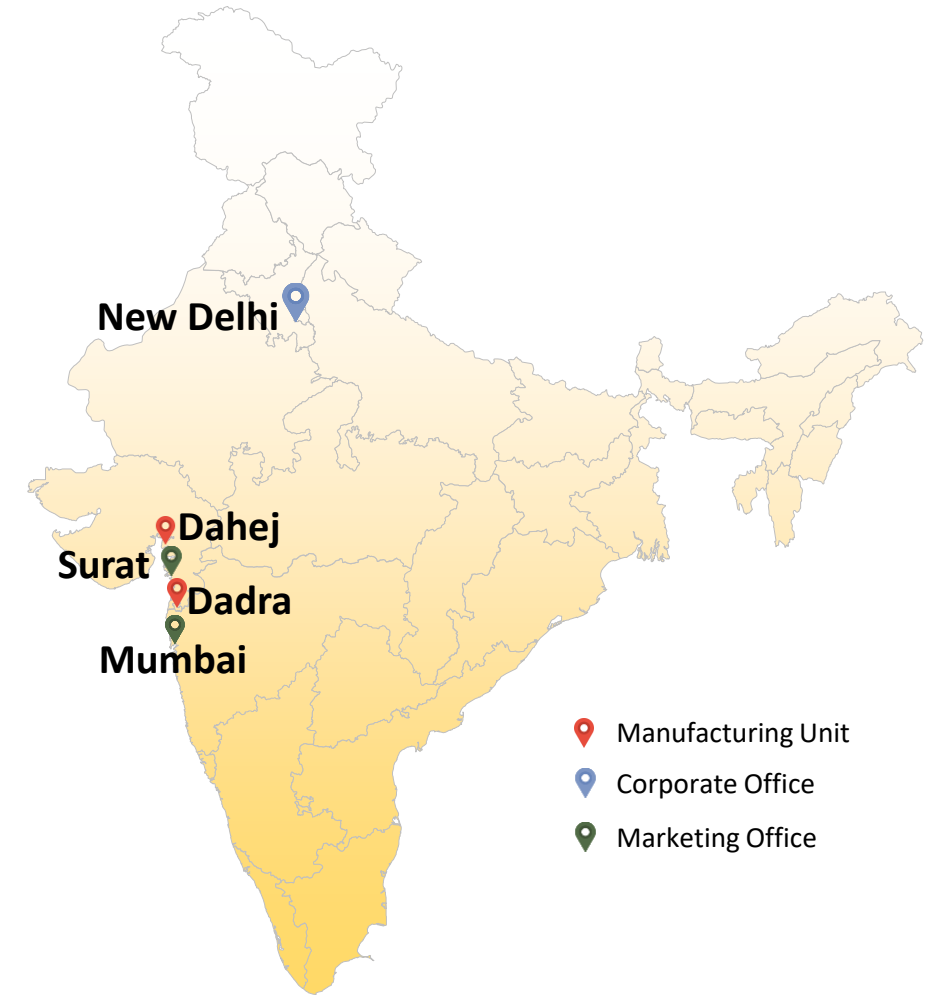 New Delhi
Dahej
Surat
Dadra
Mumbai
Manufacturing Unit
Corporate Office
Marketing Office